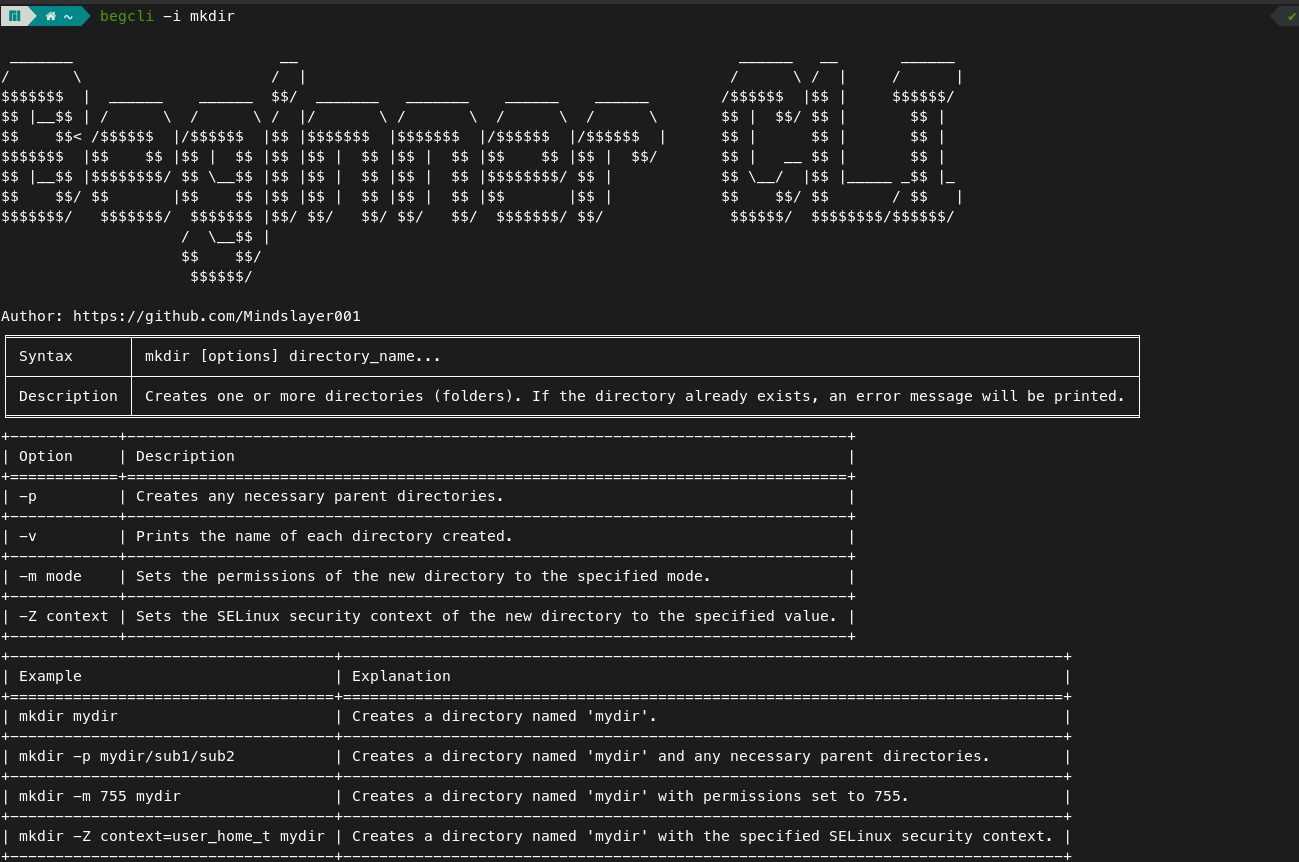 ~ begcli -i mkdir
Beginner CLI
Author: https://github.com/Mindslayer001
Syntax mkdir [options] directory_name...
Description Creates one or more directories (folders). If the directory already exists, an error message will be printed.
Option Description
-p Creates any necessary parent directories.
-v Prints the name of each directory created.
-m mode Sets the permissions of the new directory to the specified mode.
-Z context Sets the SELinux security context of the new directory to the specified value.
Example Explanation
mkdir mydir Creates a directory named 'mydir'.
mkdir -p mydir/sub1/sub2 Creates a directory named 'mydir' and any necessary parent directories.
mkdir -m 755 mydir Creates a directory named 'mydir' with permissions set to 755.
mkdir -Z context=user_home_t mydir Creates a directory named 'mydir' with the specified SELinux security context.